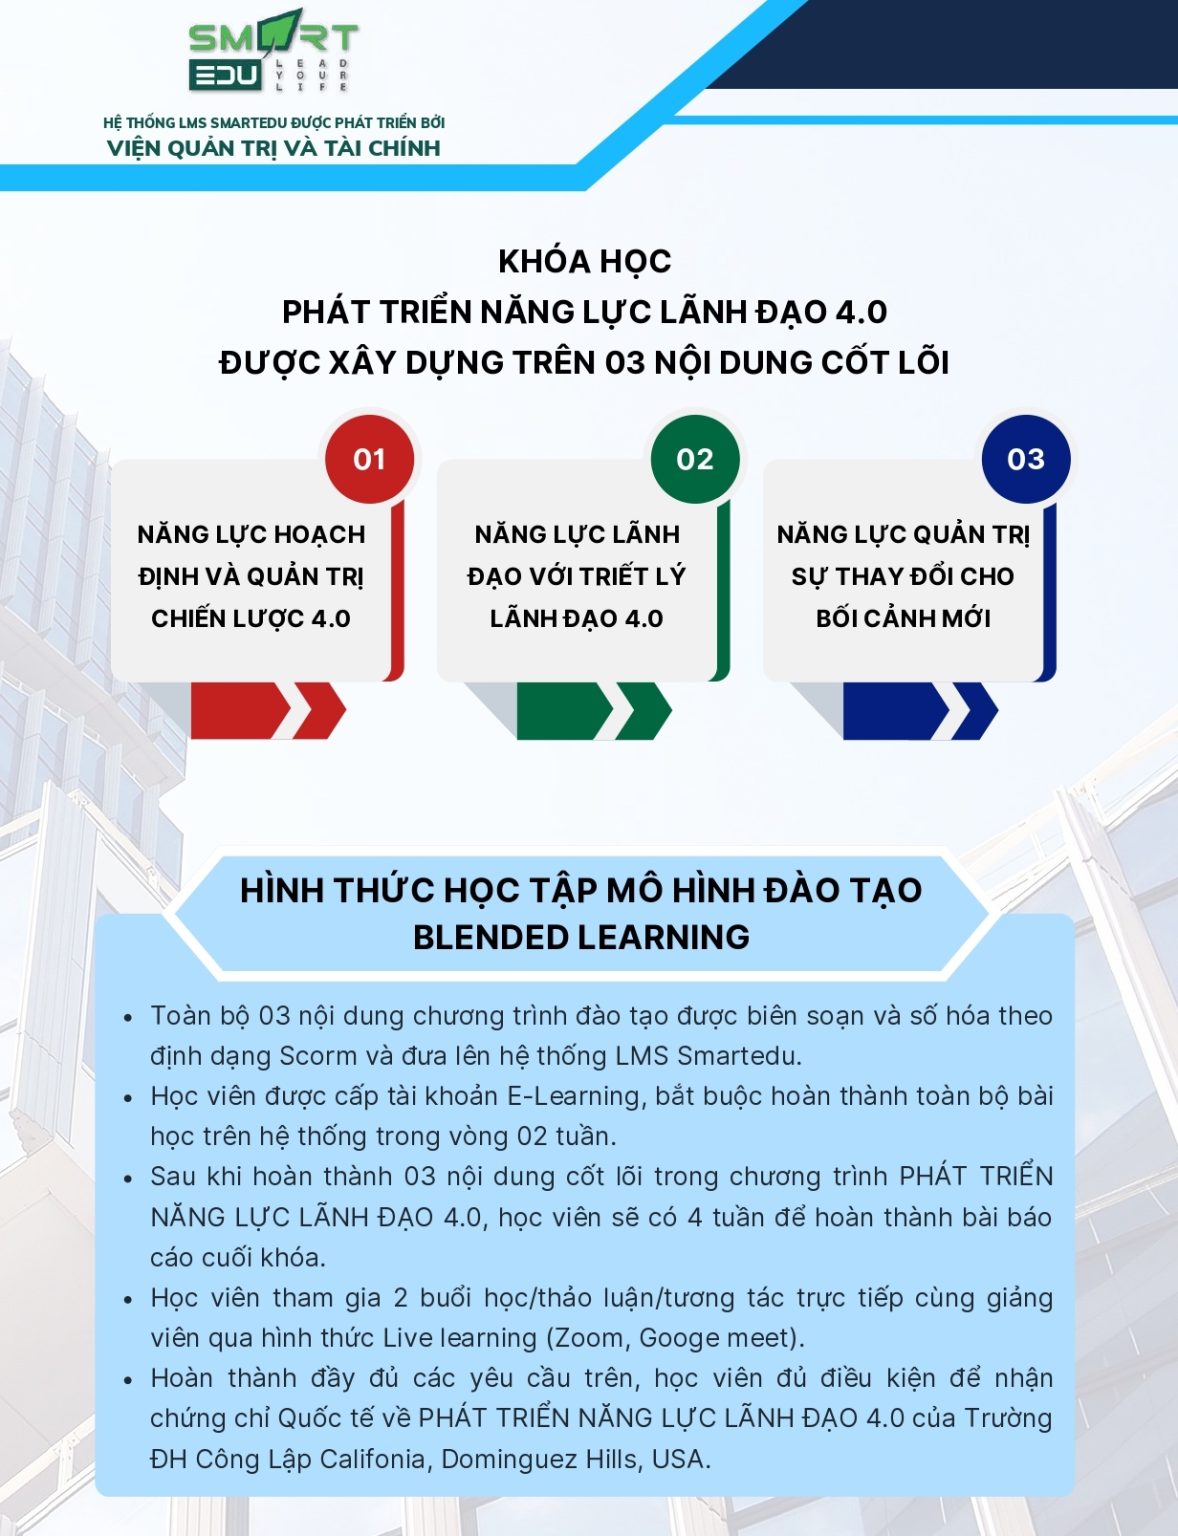 SMART
EDU
LEAD
YOUR
LIFE
HỆ THỐNG LMS SMARTEDU ĐƯỢC PHÁT TRIỂN BỞI
VIỆN QUẢN TRỊ VÀ TÀI CHÍNH
KHÓA HỌC
PHÁT TRIỂN NĂNG LỰC LÃNH ĐẠO 4.0
ĐƯỢC XÂY DỰNG TRÊN 03 NỘI DUNG CỐT LÕI
01
NĂNG LỰC HOẠCH
ĐỊNH VÀ QUẢN TRỊ
CHIẾN LƯỢC 4.0
02
NĂNG LỰC LÃNH
ĐẠO VỚI TRIẾT LÝ
LÃNH ĐẠO 4.0
03
NĂNG LỰC QUẢN TRỊ
SỰ THAY ĐỔI CHO
BỐI CẢNH MỚI
HÌNH THỨC HỌC TẬP MÔ HÌNH ĐÀO TẠO
BLENDED LEARNING
• Toàn bộ 03 nội dung chương trình đào tạo được biên soạn và số hóa theo
định dạng Scorm và đưa lên hệ thống LMS Smartedu.
• Học viên được cấp tài khoản E-Learning, bắt buộc hoàn thành toàn bộ bài
học trên hệ thống trong vòng 02 tuần.
• Sau khi hoàn thành 03 nội dung cốt lõi trong chương trình PHÁT TRIỂN
NĂNG LỰC LÃNH ĐẠO 4.0, học viên sẽ có 4 tuần để hoàn thành bài báo
cáo cuối khóa.
• Học viên tham gia 2 buổi học/thảo luận/tương tác trực tiếp cùng giảng
viên qua hình thức Live learning (Zoom, Googe meet).
• Hoàn thành đầy đủ các yêu cầu trên, học viên đủ điều kiện để nhận
chứng chỉ Quốc tế về PHÁT TRIỂN NĂNG LỰC LÃNH ĐẠO 4.0 của Trường
ĐH Công Lập Califonia, Dominguez Hills, USA.